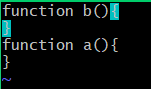 function b(){
}
function a(){
}
~